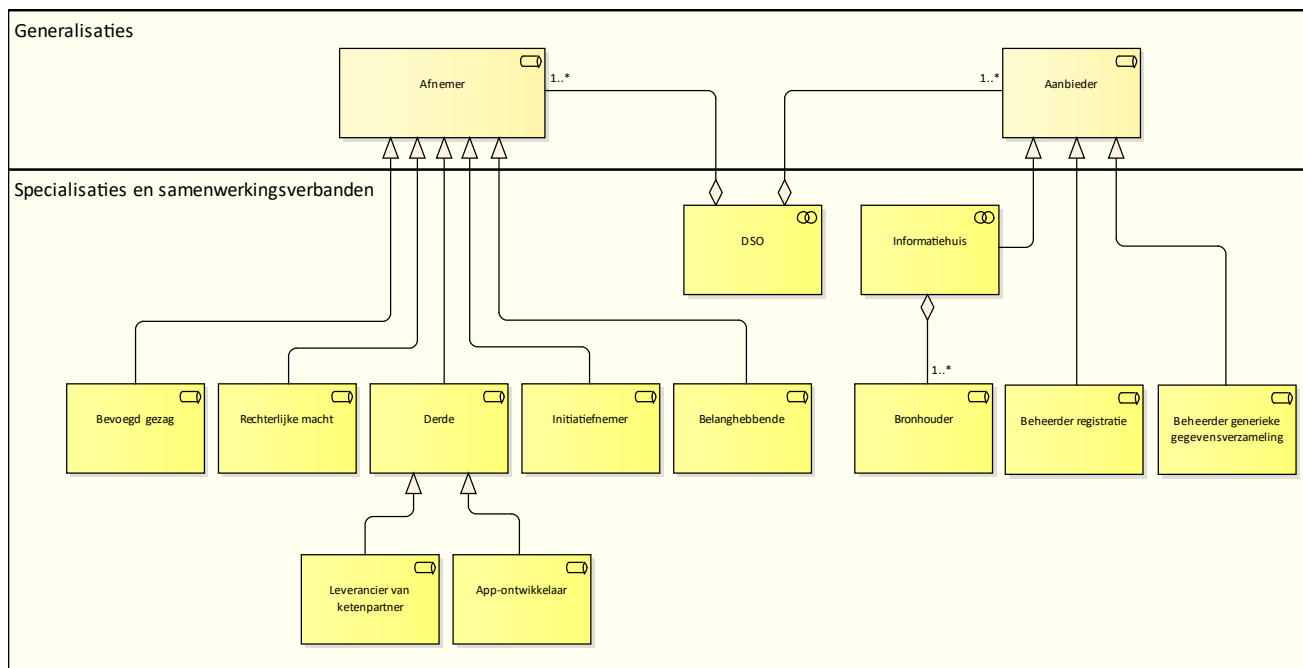 Generalisaties
Afnemer
1..*
1..*
Aanbieder
Specialisaties en samenwerkingsverbanden
DSO
Informatiehuis
1..*
Bevoegd gezag
Rechterlijke macht
Derde
Initiatiefnemer
Belanghebbende
Bronhouder
Beheerder registratie
Beheerder generieke
gegevensverzameling
Leverancier van
ketenpartner
App-ontwikkelaar